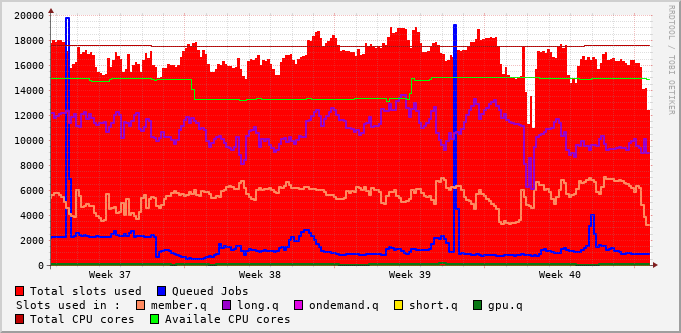 20000
18000
16000
14000
12000
10000
8000
6000
4000
2000
0
Week 37 Week 38 Week 39 Week 40
Total slots used Queued Jobs
Slots used in : member.q long.q ondemand.q short.q gpu.q
Total CPU cores Availale CPU cores
RRDTOOL / TOBI OETIKER